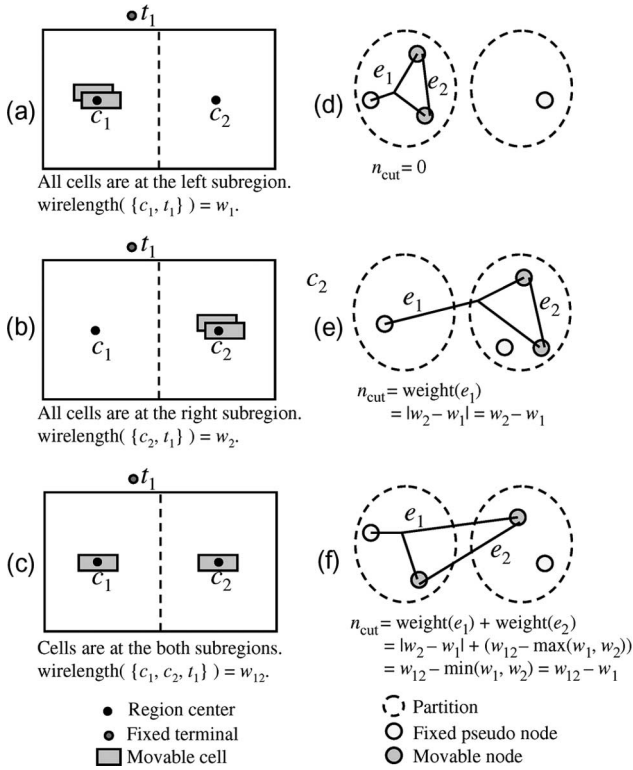 t₁
(a)
c₁
c₂
All cells are at the left subregion.
wirelength( {c₁, t₁} ) = w₁.
(d)
e₁
e₂
n_cut = 0
t₁
(b)
c₁
c₂
All cells are at the right subregion.
wirelength( {c₂, t₁} ) = w₂.
c₂
(e)
e₁
e₂
n_cut = weight(e₁)
= |w₂ – w₁| = w₂ – w₁
t₁
(c)
c₁
c₂
Cells are at the both subregions.
wirelength( {c₁, c₂, t₁} ) = w₁₂.
(f)
e₁
e₂
n_cut = weight(e₁) + weight(e₂)
= |w₂ – w₁| + (w₁₂ – max(w₁, w₂))
= w₁₂ – min(w₁, w₂) = w₁₂ – w₁
Region center
Fixed terminal
Movable cell
Partition
Fixed pseudo node
Movable node